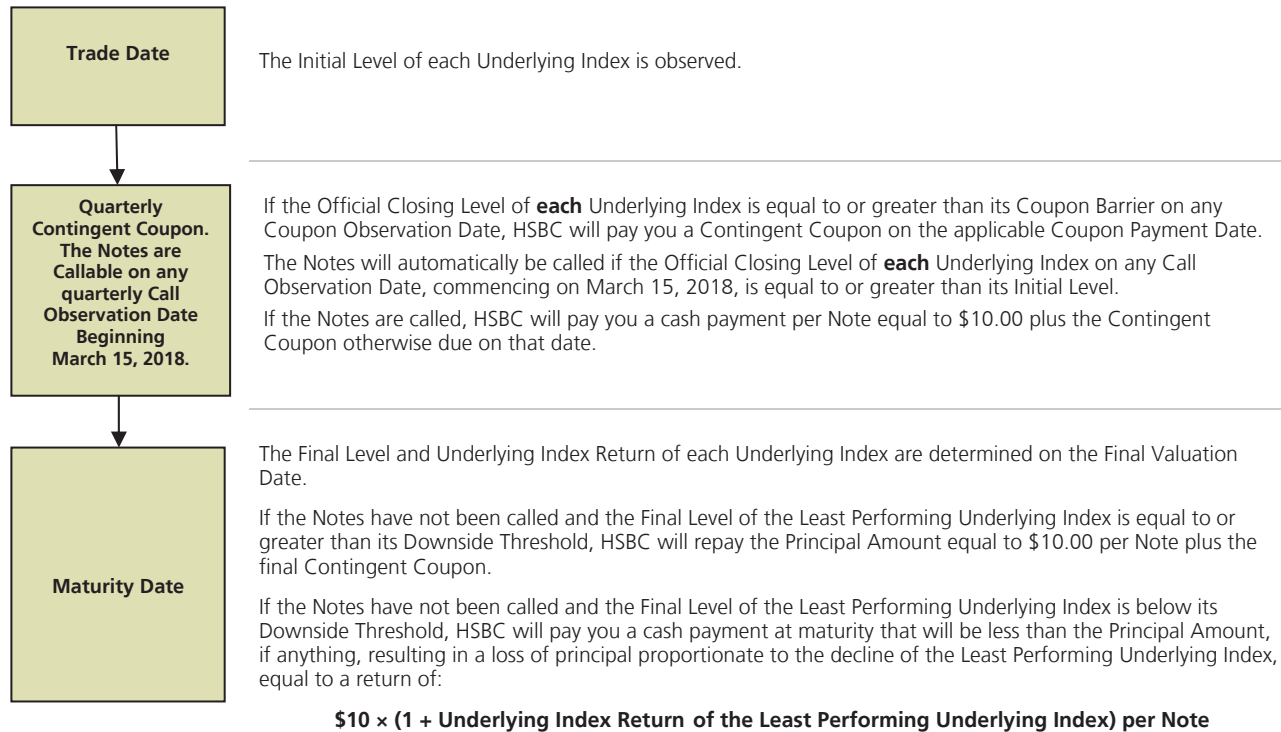 Trade Date
The Initial Level of each Underlying Index is observed.
Quarterly
Contingent Coupon.
The Notes are
Callable on any
quarterly Call
Observation Date
Beginning
March 15, 2018.
If the Official Closing Level of each Underlying Index is equal to or greater than its Coupon Barrier on any
Coupon Observation Date, HSBC will pay you a Contingent Coupon on the applicable Coupon Payment Date.
The Notes will automatically be called if the Official Closing Level of each Underlying Index on any Call
Observation Date, commencing on March 15, 2018, is equal to or greater than its Initial Level.
If the Notes are called, HSBC will pay you a cash payment per Note equal to $10.00 plus the Contingent
Coupon otherwise due on that date.
Maturity Date
The Final Level and Underlying Index Return of each Underlying Index are determined on the Final Valuation
Date.
If the Notes have not been called and the Final Level of the Least Performing Underlying Index is equal to or
greater than its Downside Threshold, HSBC will repay the Principal Amount equal to $10.00 per Note plus the
final Contingent Coupon.
If the Notes have not been called and the Final Level of the Least Performing Underlying Index is below its
Downside Threshold, HSBC will pay you a cash payment at maturity that will be less than the Principal Amount,
if anything, resulting in a loss of principal proportionate to the decline of the Least Performing Underlying Index,
equal to a return of:
$10 × (1 + Underlying Index Return of the Least Performing Underlying Index) per Note